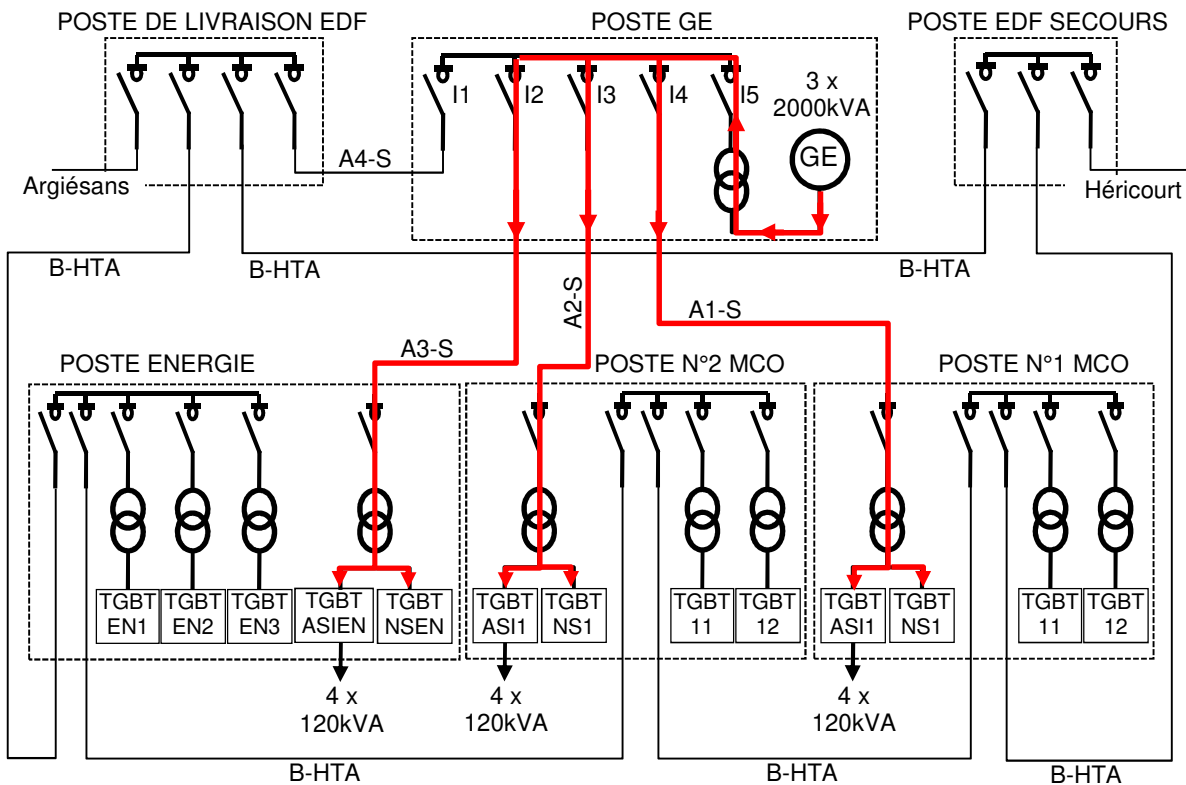 POSTE DE LIVRAISON EDF
POSTE GE
POSTE EDF SECOURS
I1
I2
I3
I4
I5
3 x
2000kVA
GE
A4-S
Argiésans
Héricourt
B-HTA
B-HTA
B-HTA
A2-S
A1-S
A3-S
POSTE ENERGIE
POSTE N°2 MCO
POSTE N°1 MCO
TGBT
EN1
TGBT
EN2
TGBT
EN3
TGBT
ASIEN
TGBT
NSEN
TGBT
ASI1
TGBT
NS1
TGBT
11
TGBT
12
TGBT
ASI1
TGBT
NS1
TGBT
11
TGBT
12
4 x
120kVA
4 x
120kVA
4 x
120kVA
B-HTA
B-HTA
B-HTA